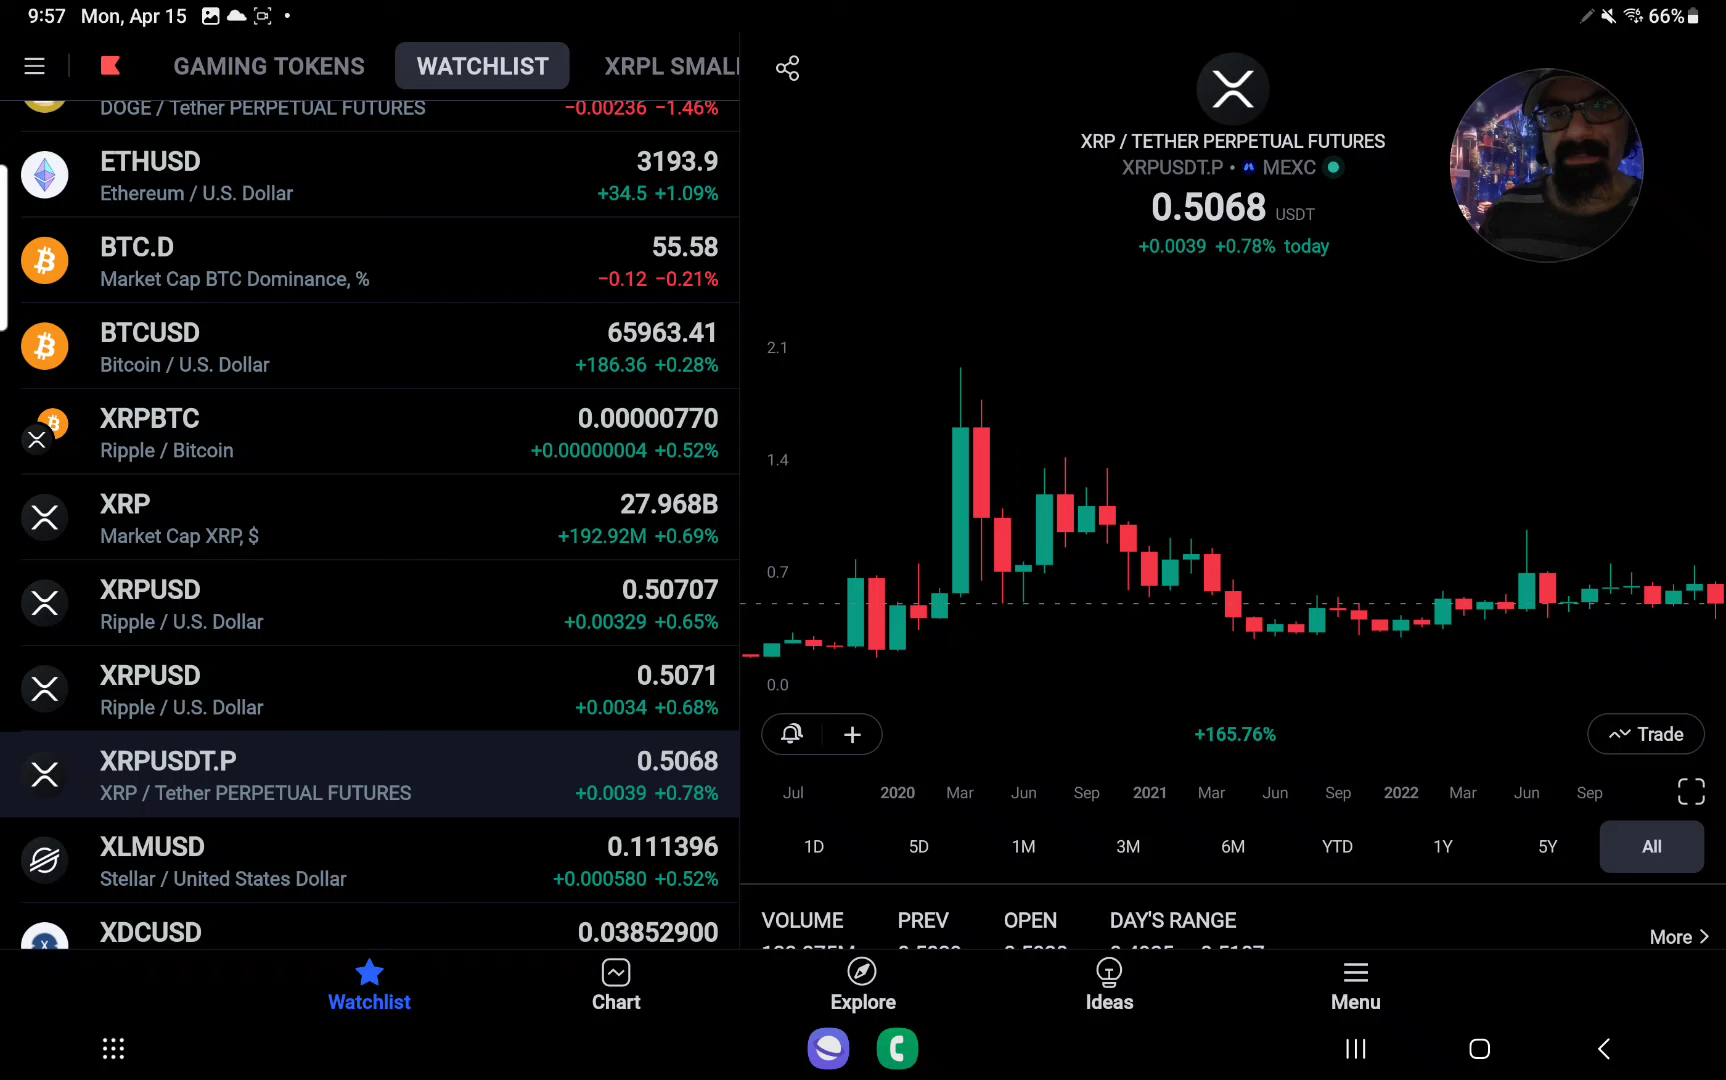 9:57 Mon, Apr 15
66%
GAMING TOKENS WATCHLIST XRPL SMAL
DOGE / Tether PERPETUAL FUTURES −0.00236 −1.46%
ETHUSD 3193.9
Ethereum / U.S. Dollar +34.5 +1.09%
BTC.D 55.58
Market Cap BTC Dominance, % −0.12 −0.21%
BTCUSD 65963.41
Bitcoin / U.S. Dollar +186.36 +0.28%
XRPBTC 0.00000770
Ripple / Bitcoin +0.00000004 +0.52%
XRP 27.968B
Market Cap XRP, $ +192.92M +0.69%
XRPUSD 0.50707
Ripple / U.S. Dollar +0.00329 +0.65%
XRPUSD 0.5071
Ripple / U.S. Dollar +0.0034 +0.68%
XRPUSDT.P 0.5068
XRP / Tether PERPETUAL FUTURES +0.0039 +0.78%
XLMUSD 0.111396
Stellar / United States Dollar +0.000580 +0.52%
XDCUSD 0.03852900
XRP / TETHER PERPETUAL FUTURES
XRPUSDT.P • MEXC
0.5068 USDT
+0.0039 +0.78% today
2.1
1.4
0.7
0.0
+165.76%
Trade
Jul 2020 Mar Jun Sep 2021 Mar Jun Sep 2022 Mar Jun Sep
1D 5D 1M 3M 6M YTD 1Y 5Y All
VOLUME PREV OPEN DAY'S RANGE
More
Watchlist Chart Explore Ideas Menu